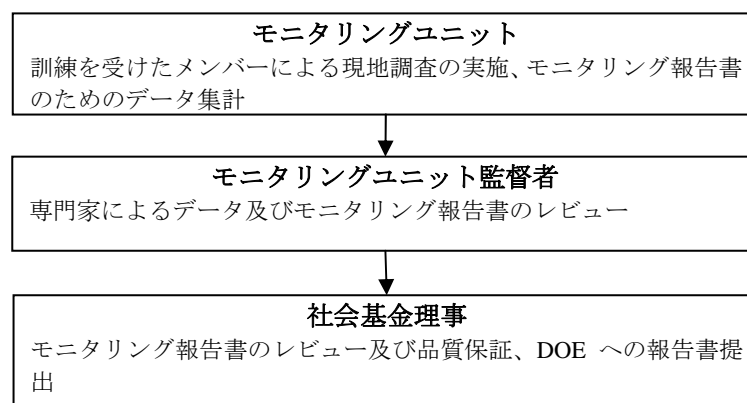 モニタリングユニット
訓練を受けたメンバーによる現地調査の実施、モニタリング報告書
のためのデータ集計
モニタリングユニット監督者
専門家によるデータ及びモニタリング報告書のレビュー
社会基金理事
モニタリング報告書のレビュー及び品質保証、DOE への報告書提
出